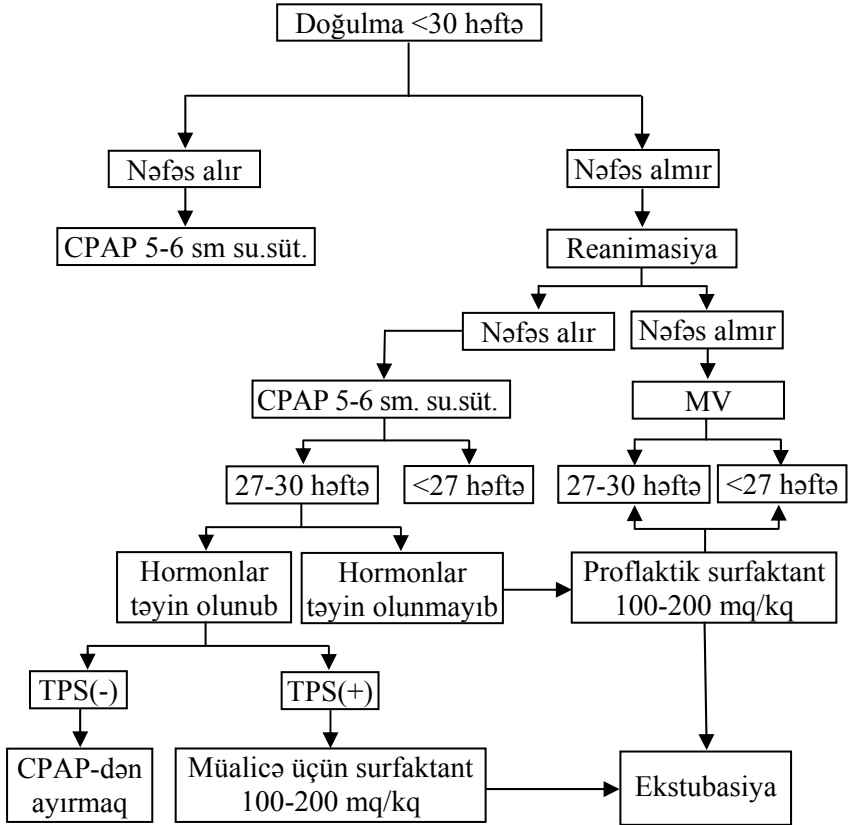 Doğulma <30 həftə
Nəfəs alır
Nəfəs almır
CPAP 5-6 sm su.süt.
Reanimasiya
Nəfəs alır
Nəfəs almır
CPAP 5-6 sm. su.süt.
MV
27-30 həftə
<27 həftə
27-30 həftə
<27 həftə
Hormonlar
təyin olunub
Hormonlar
təyin olunmayıb
Proflaktik surfaktant
100-200 mq/kq
TPS(-)
TPS(+)
CPAP-dən
ayırmaq
Müalicə üçün surfaktant
100-200 mq/kq
Ekstubasiya